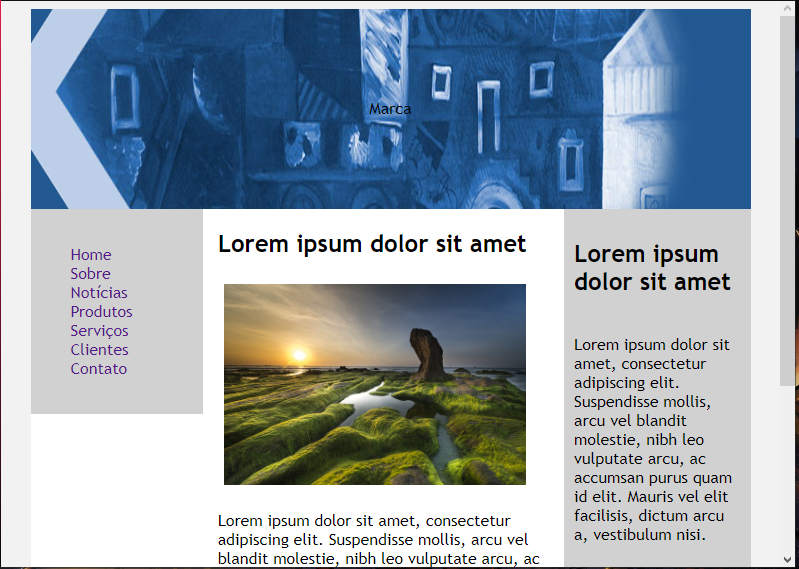 Marca
Home
Sobre
Notícias
Produtos
Serviços
Clientes
Contato
Lorem ipsum dolor sit amet
Lorem ipsum dolor sit amet, consectetur
adipiscing elit. Suspendisse mollis, arcu vel
blandit molestie, nibh leo vulputate arcu, ac
Lorem ipsum
dolor sit amet
Lorem ipsum dolor sit
amet, consectetur
adipiscing elit.
Suspendisse mollis,
arcu vel blandit
molestie, nibh leo
vulputate arcu, ac
accumsan purus quam
id elit. Mauris vel elit
facilisis, dictum arcu
a, vestibulum nisi.